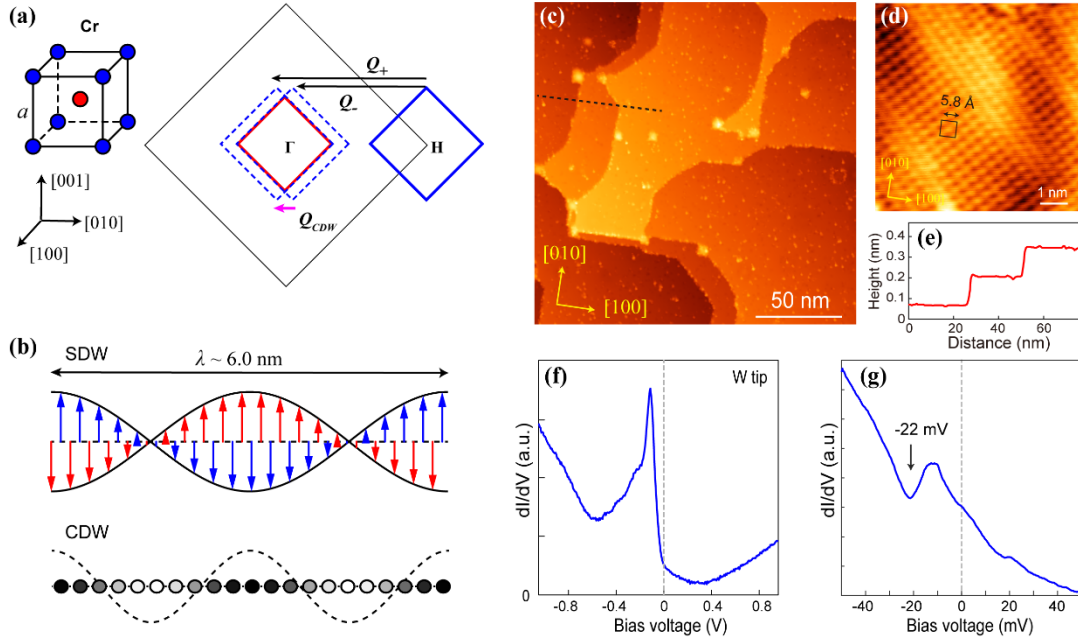 (a)
Cr
a
[001]
[010]
[100]
Q+
Q-
Γ
H
QCDW
(b)
SDW
λ ~ 6.0 nm
CDW
(c)
[010]
[100]
50 nm
(d)
5.8 Å
[010]
[100]
1 nm
(e)
Height (nm)
0.4
0.3
0.2
0.1
0 20 40 60
Distance (nm)
(f)
W tip
dI/dV (a.u.)
0
-0.8 -0.4 0.0 0.4 0.8
Bias voltage (V)
(g)
-22 mV
dI/dV (a.u.)
-40 -20 0 20 40
Bias voltage (mV)